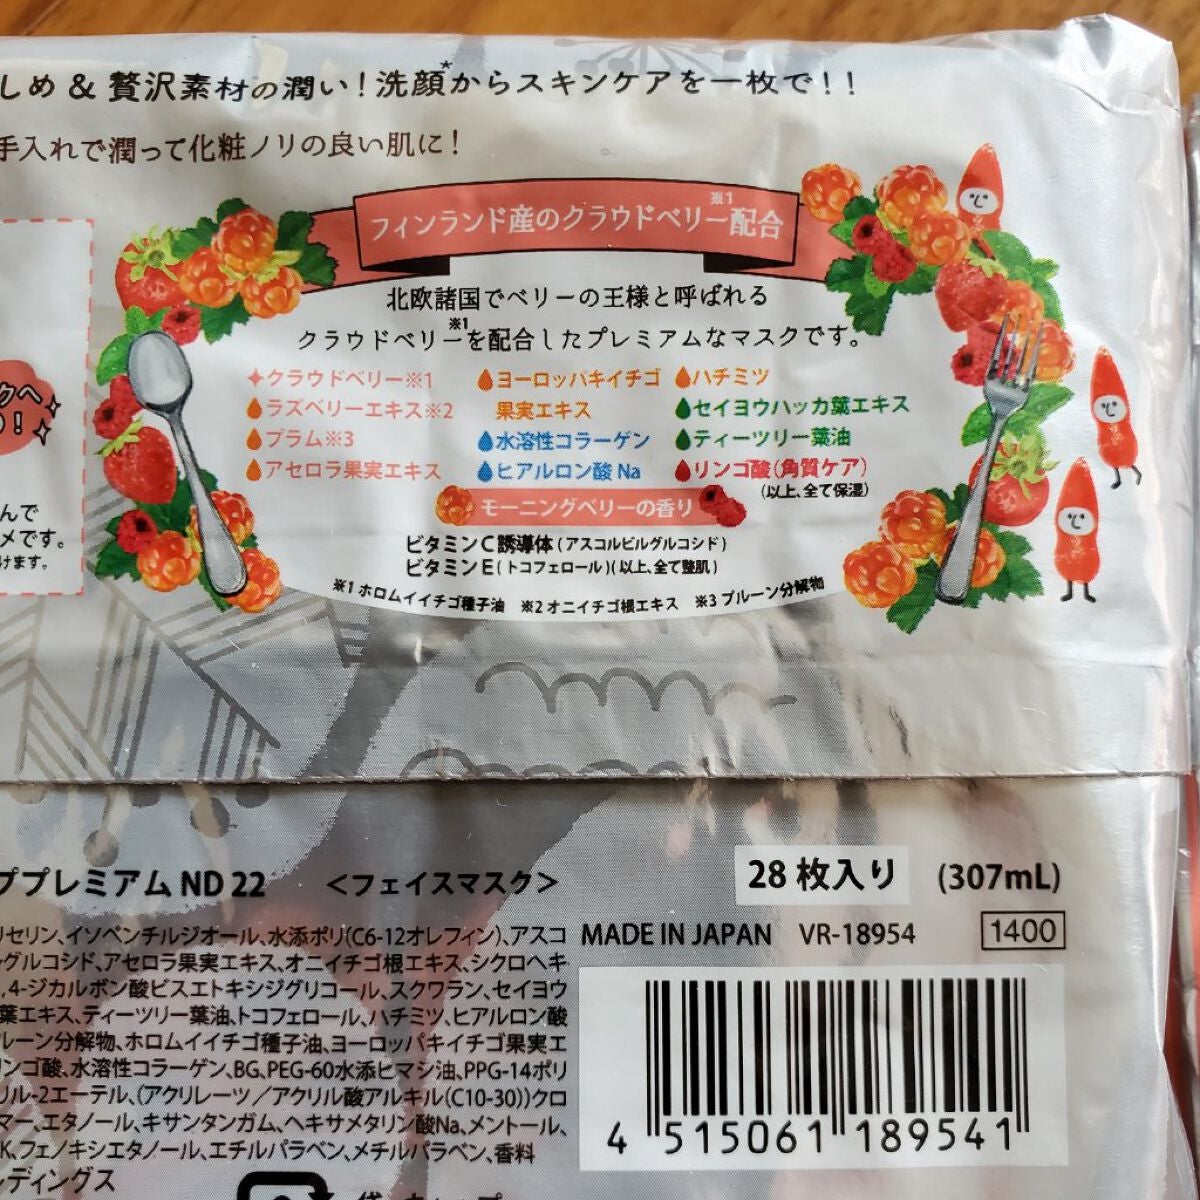 しめ & 贅沢素材の潤い!洗顔*からスキンケアを一枚で!!
手入れで潤って化粧ノリの良い肌に!
フィンランド産のクラウドベリー※1配合
北欧諸国でベリーの王様と呼ばれる
クラウドベリー※1を配合したプレミアムなマスクです。
クラウドベリー※1
ラズベリーエキス※2
プラム※3
アセロラ果実エキス
ヨーロッパキイチゴ
果実エキス
水溶性コラーゲン
ヒアルロン酸Na
ハチミツ
セイヨウハッカ葉エキス
ティーツリー葉油
リンゴ酸(角質ケア)
(以上、全て保湿)
モーニングベリーの香り
ビタミンC誘導体(アスコルビルグルコシド)
ビタミンE(トコフェロール)(以上、全て整肌)
※1 ホロムイイチゴ種子油 ※2 オニイチゴ根エキス ※3 プルーン分解物
クへ
!
んで
メです。
けます。
ププレミアム ND 22 <フェイスマスク>
28 枚入り (307mL)
リセリン、イソペンチルジオール、水添ポリ(C6-12オレフィン)、アスコ
グルコシド、アセロラ果実エキス、オニイチゴ根エキス、シクロヘキ
,4-ジカルボン酸ビスエトキシジグリコール、スクワラン、セイヨウ
葉エキス、ティーツリー葉油、トコフェロール、ハチミツ、ヒアルロン酸
ルーン分解物、ホロムイイチゴ種子油、ヨーロッパキイチゴ果実エ
リンゴ酸、水溶性コラーゲン、BG、PEG-60水添ヒマシ油、PPG-14ポリ
リル-2エーテル、(アクリレーツ/アクリル酸アルキル(C10-30))クロ
マー、エタノール、キサンタンガム、ヘキサメタリン酸Na、メントール、
K、フェノキシエタノール、エチルパラベン、メチルパラベン、香料
ルディングス
MADE IN JAPAN VR-18954 1400
4 515061 189541